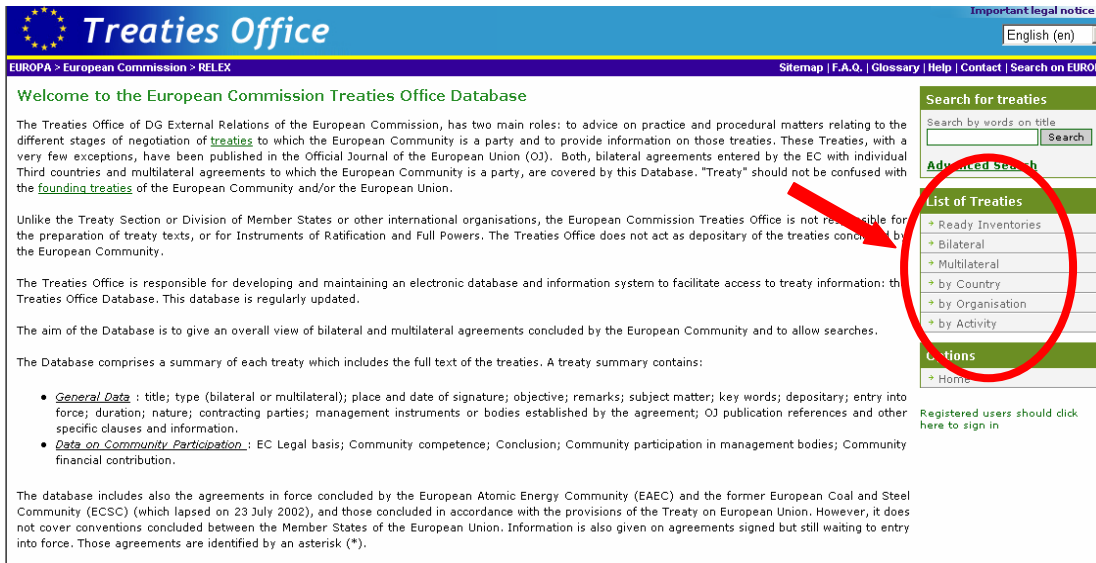 Important legal notice
Treaties Office
English (en)
EUROPA > European Commission > RELEX
Sitemap | F.A.Q. | Glossary | Help | Contact | Search on EURO
Welcome to the European Commission Treaties Office Database
The Treaties Office of DG External Relations of the European Commission, has two main roles: to advice on practice and procedural matters relating to the
different stages of negotiation of treaties to which the European Community is a party and to provide information on those treaties. These Treaties, with a
very few exceptions, have been published in the Official Journal of the European Union (OJ). Both, bilateral agreements entered by the EC with individual
Third countries and multilateral agreements to which the European Community is a party, are covered by this Database. "Treaty" should not be confused with
the founding treaties of the European Community and/or the European Union.
Unlike the Treaty Section or Division of Member States or other international organisations, the European Commission Treaties Office is not responsible for
the preparation of treaty texts, or for Instruments of Ratification and Full Powers. The Treaties Office does not act as depositary of the treaties concluded by
the European Community.
The Treaties Office is responsible for developing and maintaining an electronic database and information system to facilitate access to treaty information: the
Treaties Office Database. This database is regularly updated.
The aim of the Database is to give an overall view of bilateral and multilateral agreements concluded by the European Community and to allow searches.
The Database comprises a summary of each treaty which includes the full text of the treaties. A treaty summary contains:
• General Data : title; type (bilateral or multilateral); place and date of signature; objective; remarks; subject matter; key words; depositary; entry into
force; duration; nature; contracting parties; management instruments or bodies established by the agreement; OJ publication references and other
specific clauses and information.
• Data on Community Participation : EC Legal basis; Community competence; Conclusion; Community participation in management bodies; Community
financial contribution.
The database includes also the agreements in force concluded by the European Atomic Energy Community (EAEC) and the former European Coal and Steel
Community (ECSC) (which lapsed on 23 July 2002), and those concluded in accordance with the provisions of the Treaty on European Union. However, it does
not cover conventions concluded between the Member States of the European Union. Information is also given on agreements signed but still waiting to entry
into force. Those agreements are identified by an asterisk (*).
Search for treaties
Search by words on title
Search
Advanced Search
List of Treaties
Ready Inventories
Bilateral
Multilateral
by Country
by Organisation
by Activity
Options
Home
Registered users should click
here to sign in